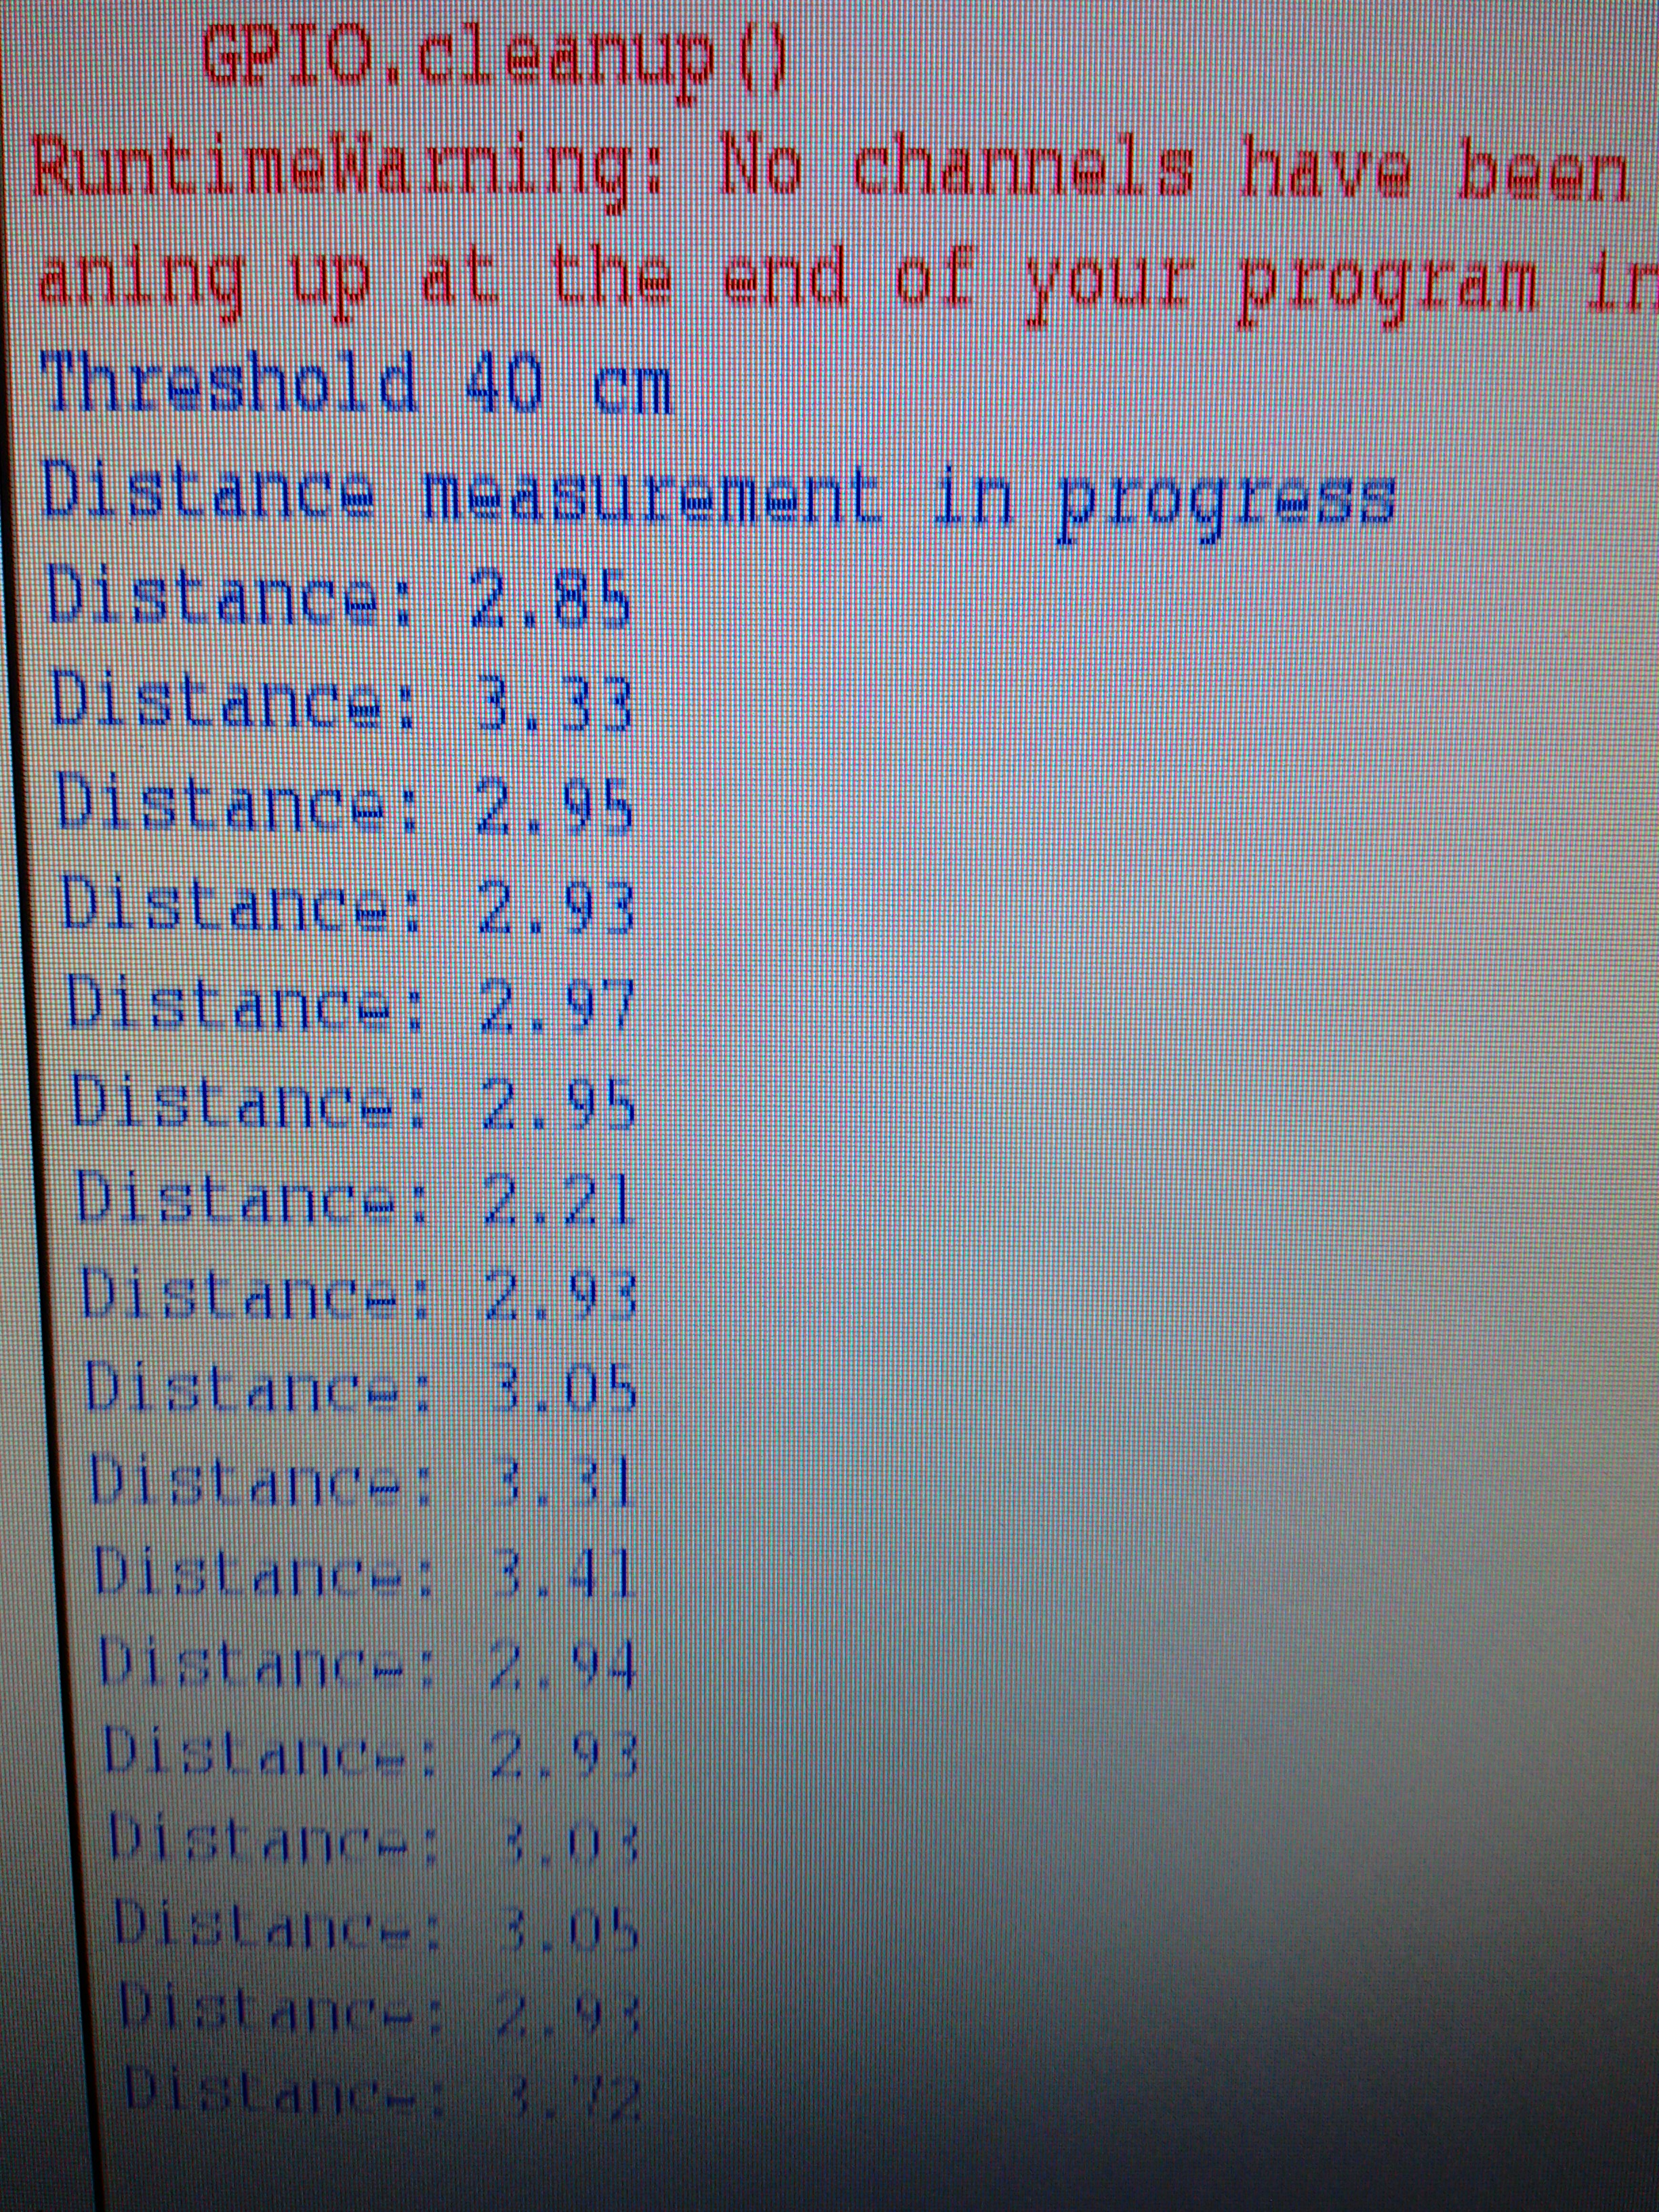 GPIO.cleanup()
RuntimeWarning: No channels have been
aning up at the end of your program in
Threshold 40 cm
Distance measurement in progress
Distance: 2.85
Distance: 3.33
Distance: 2.95
Distance: 2.93
Distance: 2.97
Distance: 2.95
Distance: 2.21
Distance: 2.93
Distance: 3.05
Distance: 3.31
Distance: 3.41
Distance: 2.94
Distance: 2.93
Distance: 3.03
Distance: 3.05
Distance: 2.93
Distance: 3.72